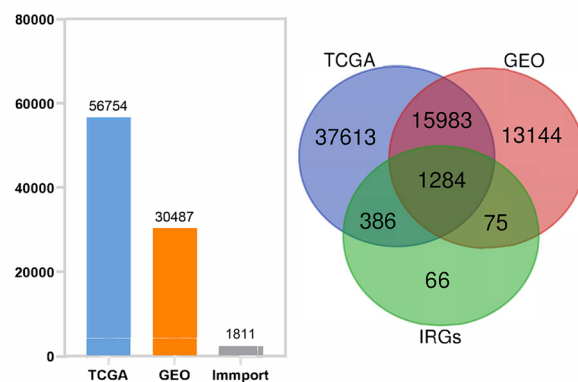 80000
60000
40000
20000
0
56754
30487
1811
TCGA
GEO
Immport
TCGA
GEO
37613
15983
13144
1284
386
75
66
IRGs